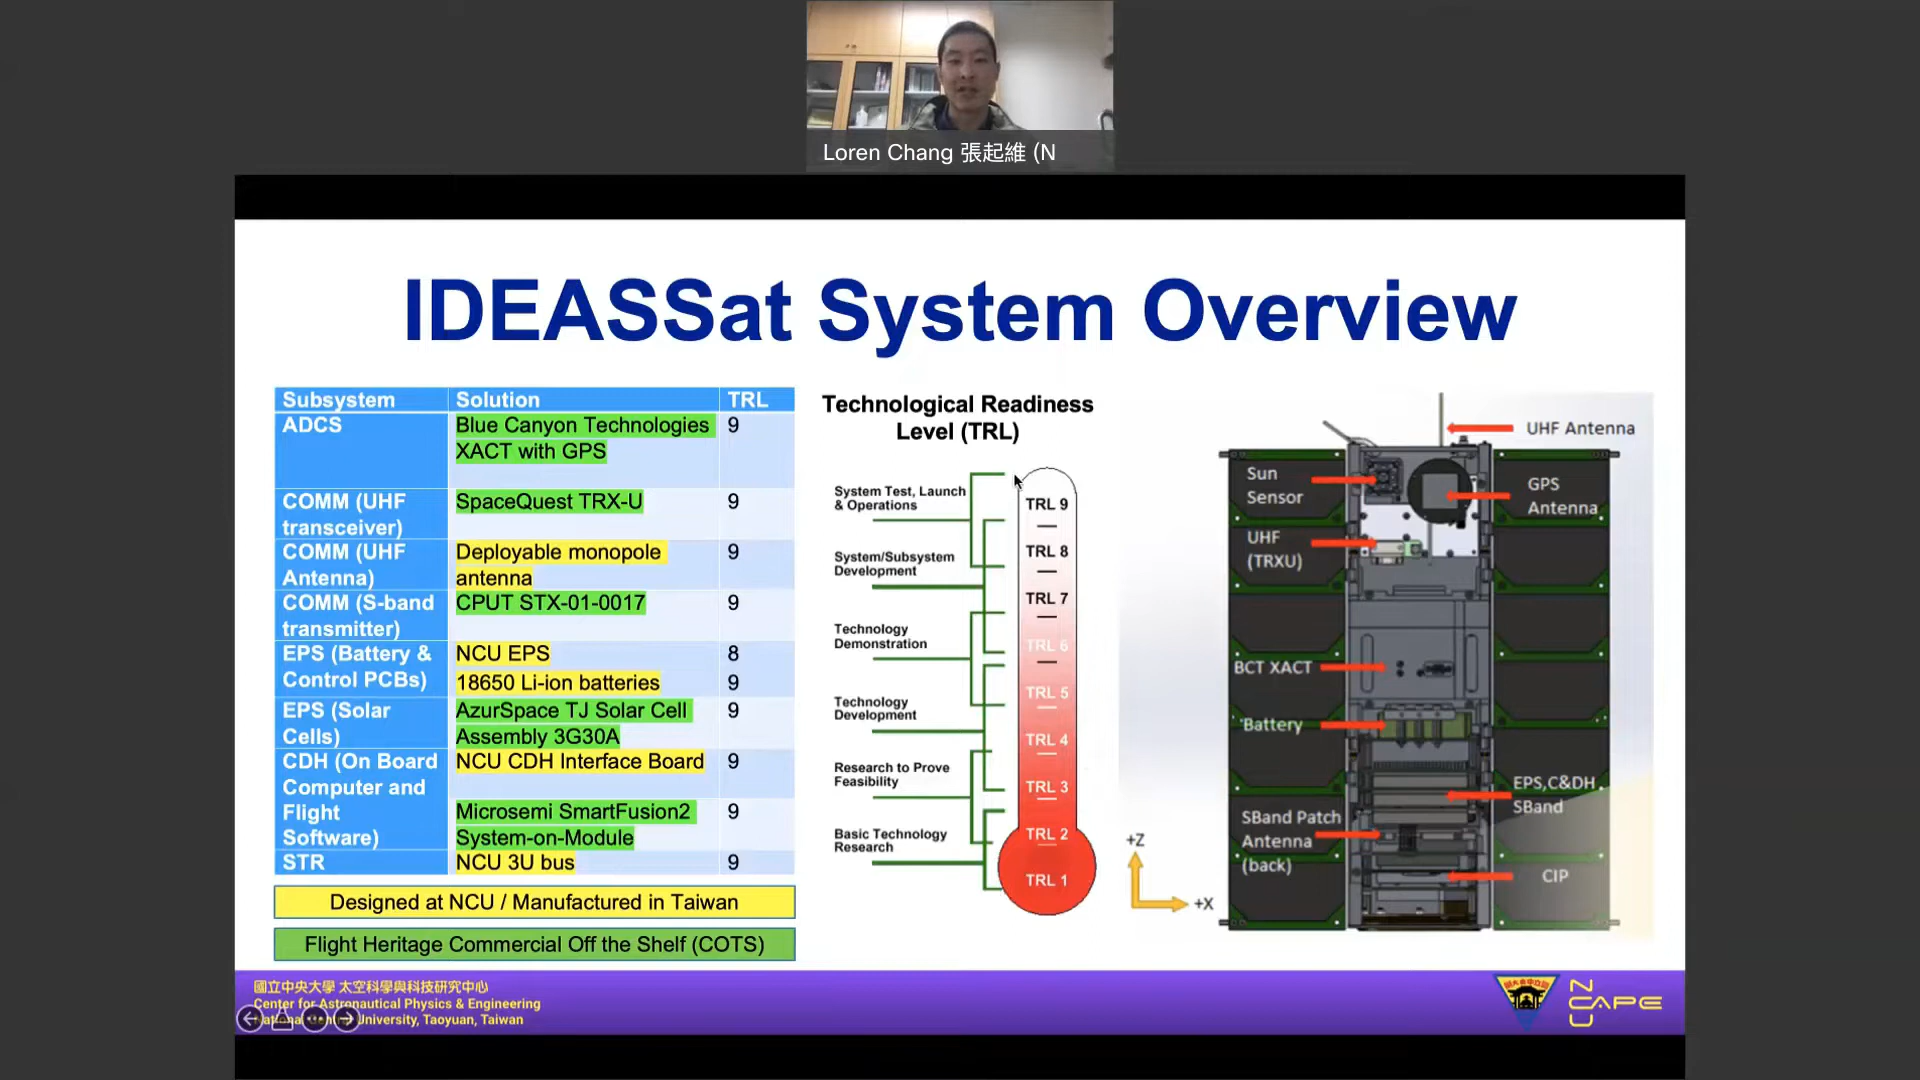 Loren Chang 張起維 (N
IDEASSat System Overview
Subsystem Solution TRL
ADCS Blue Canyon Technologies 9
XACT with GPS
COMM (UHF SpaceQuest TRX-U 9
transceiver)
COMM (UHF Deployable monopole 9
Antenna) antenna
COMM (S-band CPUT STX-01-0017 9
transmitter)
EPS (Battery & NCU EPS 8
Control PCBs) 18650 Li-ion batteries 9
EPS (Solar AzurSpace TJ Solar Cell 9
Cells) Assembly 3G30A
CDH (On Board NCU CDH Interface Board 9
Computer and
Flight Microsemi SmartFusion2 9
Software) System-on-Module
STR NCU 3U bus 9
Designed at NCU / Manufactured in Taiwan
Flight Heritage Commercial Off the Shelf (COTS)
Technological Readiness
Level (TRL)
System Test, Launch
& Operations
System/Subsystem
Development
Technology
Demonstration
Technology
Development
Research to Prove
Feasibility
Basic Technology
Research
TRL 9
TRL 8
TRL 7
TRL 6
TRL 5
TRL 4
TRL 3
TRL 2
TRL 1
+Z
+X
UHF Antenna
Sun
Sensor
GPS
Antenna
UHF
(TRXU)
BCT XACT
Battery
EPS,C&DH
SBand
SBand Patch
Antenna
(back)
CIP
國立中央大學 太空科學與科技研究中心
Center for Astronautical Physics & Engineering
National Central University, Taoyuan, Taiwan
N
CAPE
U